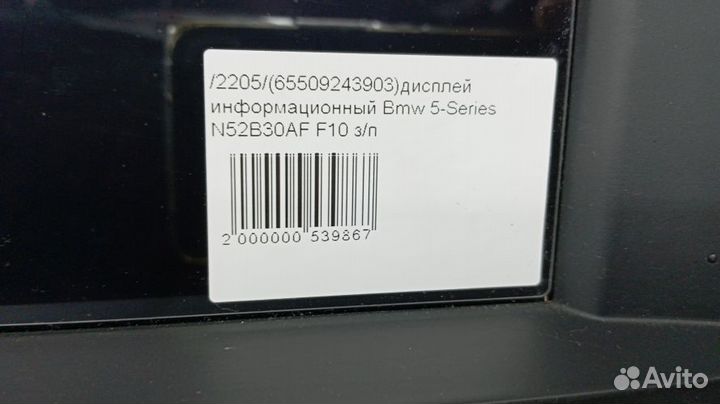 /2205/(65509243903)дисплей
информационный Bmw 5-Series
N52B30AF F10 з/п
2 000000 539867
Avito